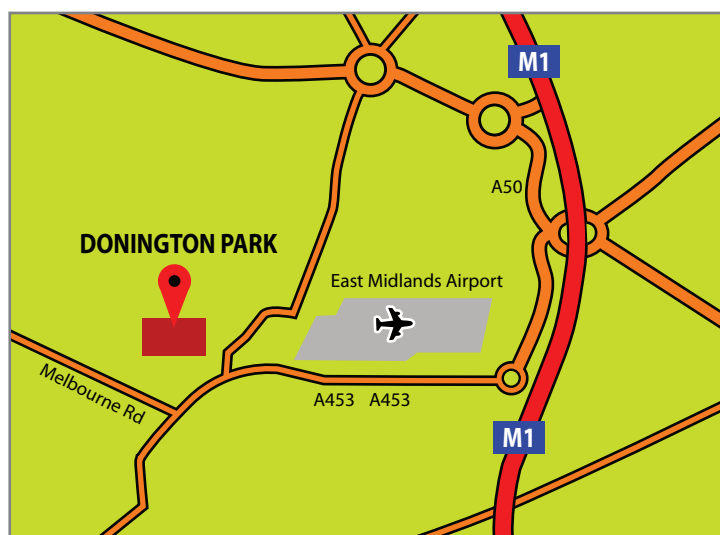 M1
A50
DONINGTON PARK
East Midlands Airport
Melbourne Rd
A453 A453
M1